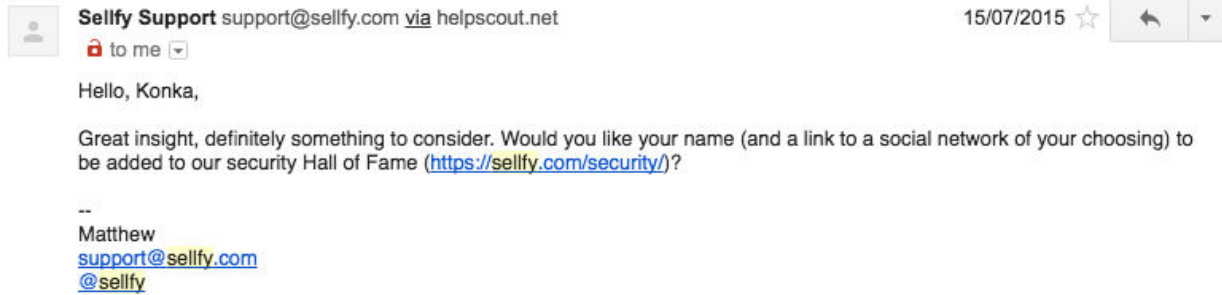 Sellfy Support support@sellfy.com via helpscout.net 15/07/2015
to me
Hello, Konka,
Great insight, definitely something to consider. Would you like your name (and a link to a social network of your choosing) to
be added to our security Hall of Fame (https://sellfy.com/security/)?
--
Matthew
support@sellfy.com
@sellfy